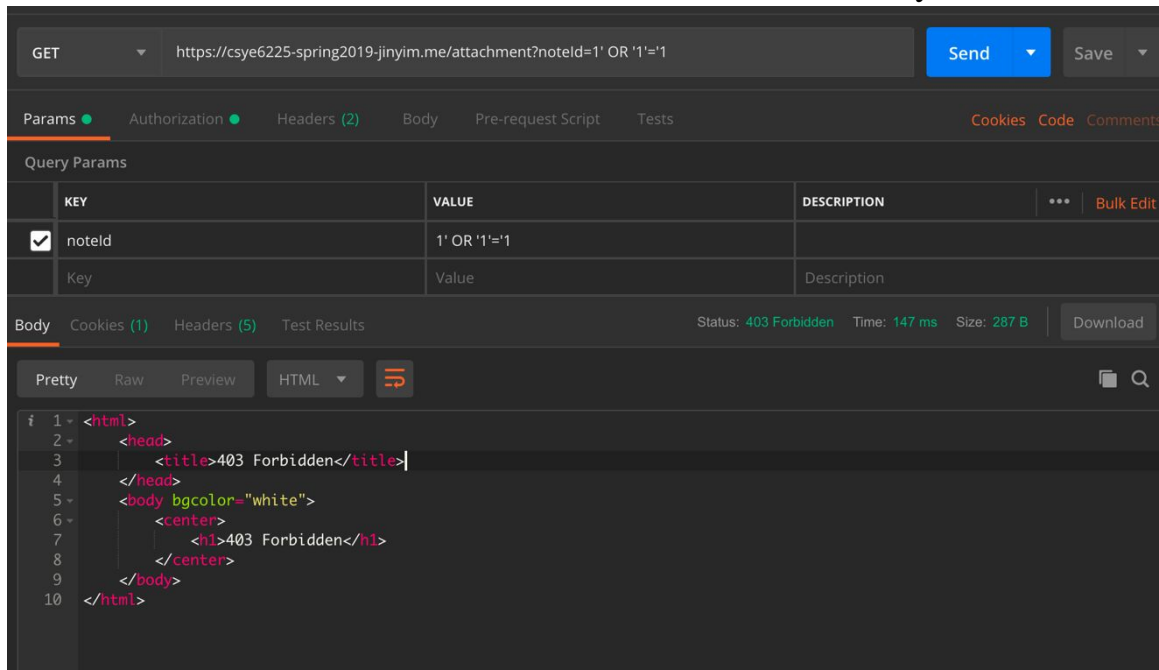 GET https://csye6225-spring2019-jinyim.me/attachment?noteId=1' OR '1'='1 Send Save
Params Authorization Headers (2) Body Pre-request Script Tests Cookies Code Comments
Query Params
KEY VALUE DESCRIPTION ••• Bulk Edit
noteId 1' OR '1'='1
Key Value Description
Body Cookies (1) Headers (5) Test Results Status: 403 Forbidden Time: 147 ms Size: 287 B Download
Pretty Raw Preview HTML
i 1 <html>
2 <head>
3 <title>403 Forbidden</title>
4 </head>
5 <body bgcolor="white">
6 <center>
7 <h1>403 Forbidden</h1>
8 </center>
9 </body>
10 </html>